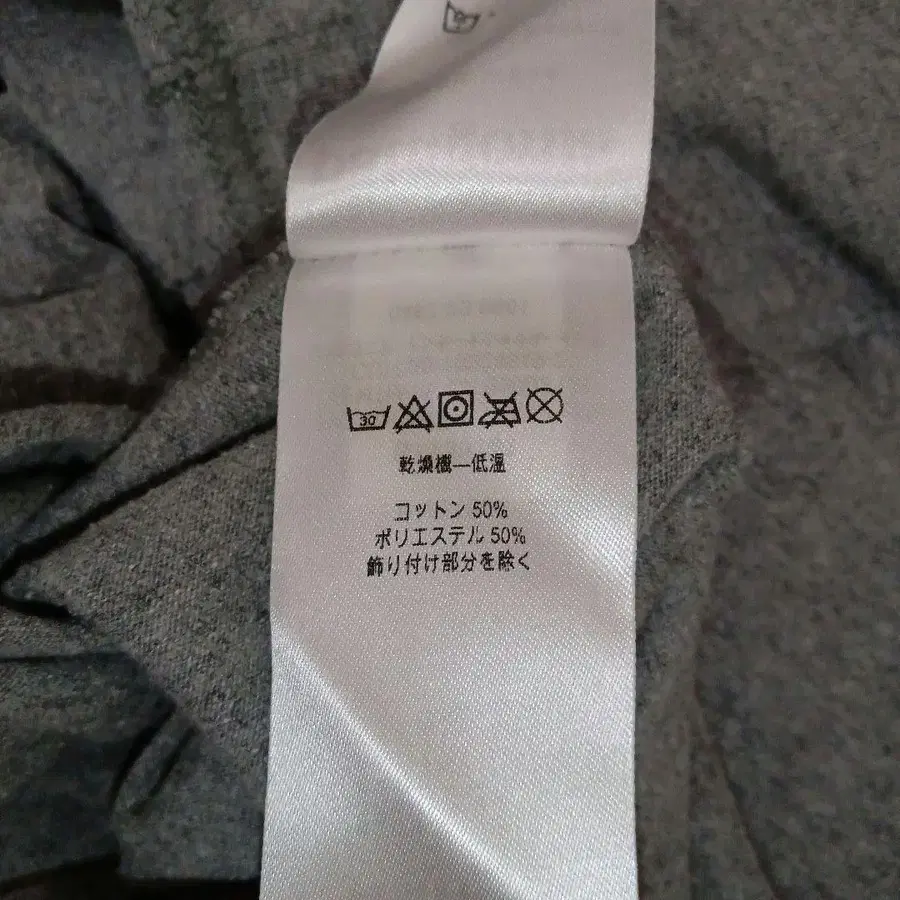 30
乾燥機—低温
コットン 50%
ポリエステル 50%
飾り付け部分を除く